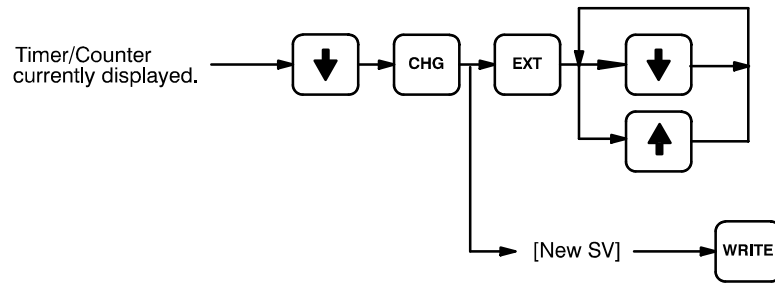 Timer/Counter
currently displayed.
CHG
EXT
[New SV]
WRITE